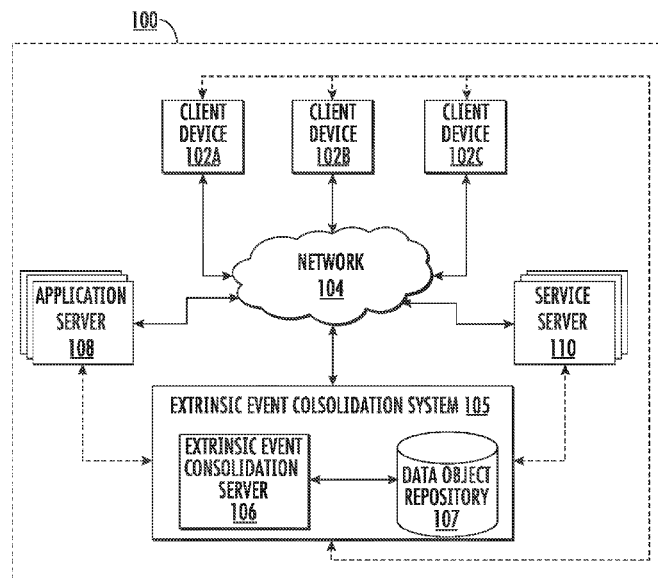 100
CLIENT
DEVICE
102A
CLIENT
DEVICE
102B
CLIENT
DEVICE
102C
NETWORK
104
APPLICATION
SERVER
108
SERVICE
SERVER
110
EXTRINSIC EVENT COLSOLIDATION SYSTEM 105
EXTRINSIC EVENT
CONSOLIDATION
SERVER
106
DATA OBJECT
REPOSITORY
107